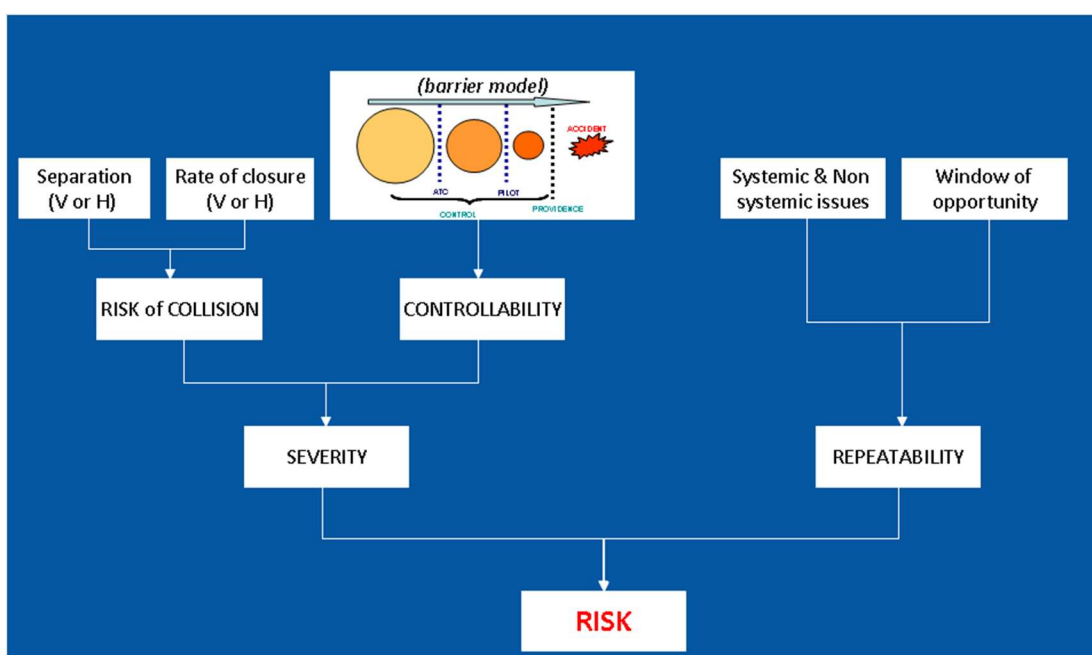 (barrier model)
ACCIDENT
ATC
PILOT
CONTROL
PROVIDENCE
Separation
(V or H)
Rate of closure
(V or H)
Systemic & Non
systemic issues
Window of
opportunity
RISK of COLLISION
CONTROLLABILITY
SEVERITY
REPEATABILITY
RISK